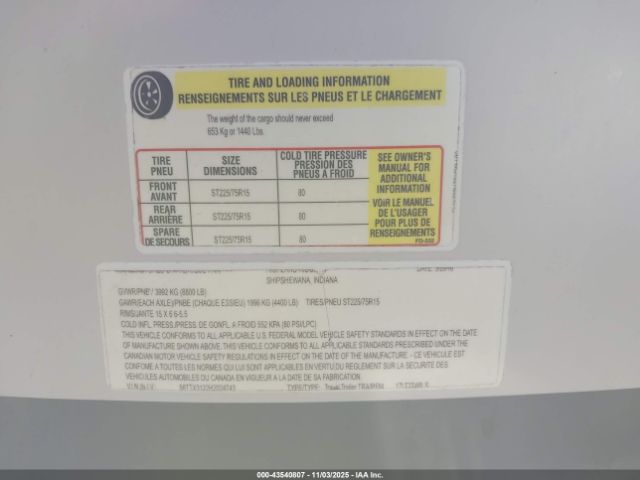 TIRE AND LOADING INFORMATION
RENSEIGNEMENTS SUR LES PNEUS ET LE CHARGEMENT
The weight of the cargo should never exceed
653 Kg or 1440 Lbs.
TIRE PNEU
SIZE DIMENSIONS
COLD TIRE PRESSURE PRESSION DES PNEUS A FROID
FRONT AVANT
ST225/75R15
80
REAR ARRIÈRE
ST225/75R15
80
SPARE DE SECOURS
ST225/75R15
80
SEE OWNER'S
MANUAL FOR
ADDITIONAL
INFORMATION
VOIR LE MANUEL
DE L'USAGER
POUR PLUS DE
RENSEIGNEMENTS
SHIPSHEWANA, INDIANA
GVWR/PNBV / 3992 KG (8800 LB)
GAWR(EACH AXLE)/PNBE (CHAQUE ESSIEU) 1996 KG (4400 LB) TIRES/PNEU ST225/75R15
RIMS/JANTE 15 X 6 6-5.5
COLD INFL. PRESS./PRESS. DE GONFL. A FROID 552 KPA (80 PSI/LPC)
THIS VEHICLE CONFORMS TO ALL APPLICABLE U.S. FEDERAL MODEL VEHICLE SAFETY STANDARDS IN EFFECT ON THE DATE
OF MANUFACTURE SHOWN ABOVE. THIS VEHICLE CONFORMS TO ALL APPLICABLE STANDARDS PRESCRIBED UNDER THE
CANADIAN MOTOR VEHICLE SAFETY REGULATIONS IN EFFECT ON THE DATE OF MANUFACTURE - CE VEHICULE EST
CONFOME A TOUTES LES NORMES QUI LUI SONT APPLICABLES EN VERTU DU REGLEMENT SUR LA SECURITE DES
VEHICULES AUTOMOBILES DU CANADA EN VIGUEUR A LA DATE DE SA FABRICATION.
V.I.N. (N.I.V.) TYPE/TYPE: Travel Trailer
000-43540807 - 11/03/2025 - IAA Inc.